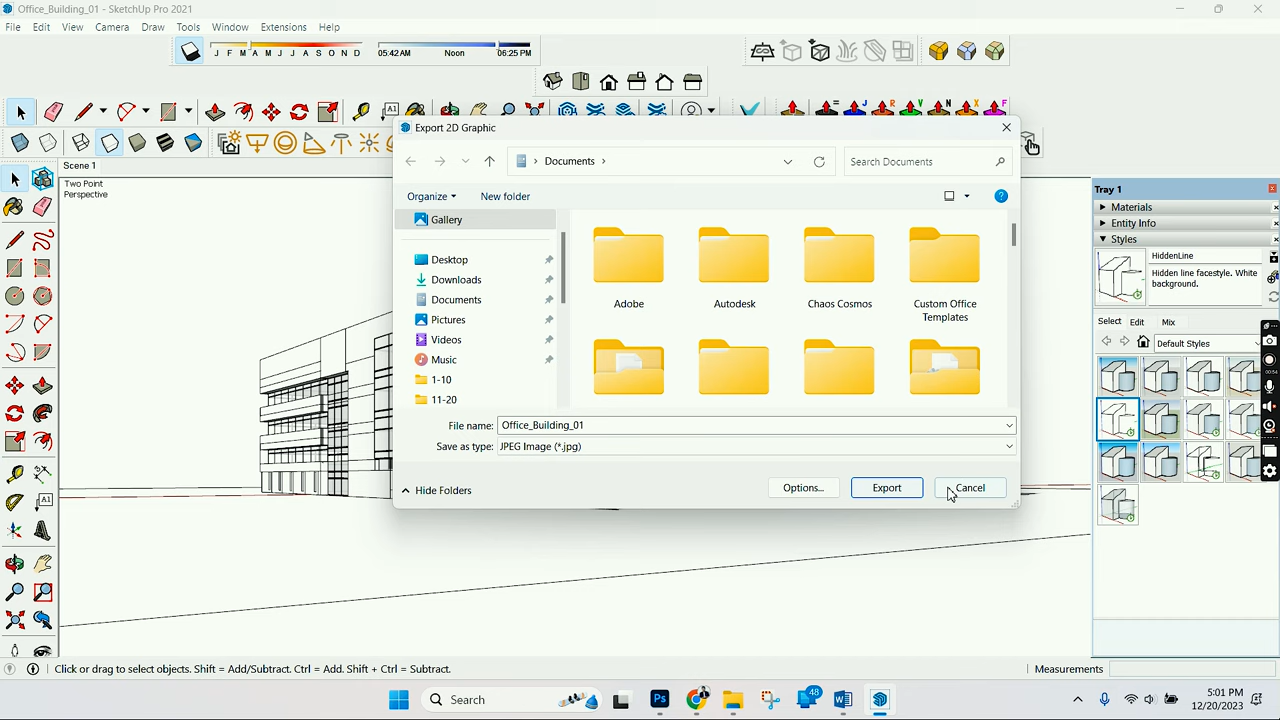 Office_Building_01 - SketchUp Pro 2021
File Edit View Camera Draw Tools Window Extensions Help
J F M A M J J A S O N D
05:42 AM Noon 06:25 PM
A1
J R V N X F
Export 2D Graphic
Documents
Search Documents
Organize New folder
Gallery
Desktop
Downloads
Documents
Pictures
Videos
Music
1-10
11-20
Adobe
Autodesk
Chaos Cosmos
Custom Office
Templates
File name: Office_Building_01
Save as type: JPEG Image (*.jpg)
Hide Folders
Options...
Export
Cancel
Scene 1
Two Point
Perspective
A1
Tray 1
Materials
Entity Info
Styles
HiddenLine
Hidden line facestyle. White
background.
Select Edit Mix
Default Styles
00:54
Click or drag to select objects. Shift = Add/Subtract. Ctrl = Add. Shift + Ctrl = Subtract.
Measurements
Search
Ps
48
5:01 PM
12/20/2023